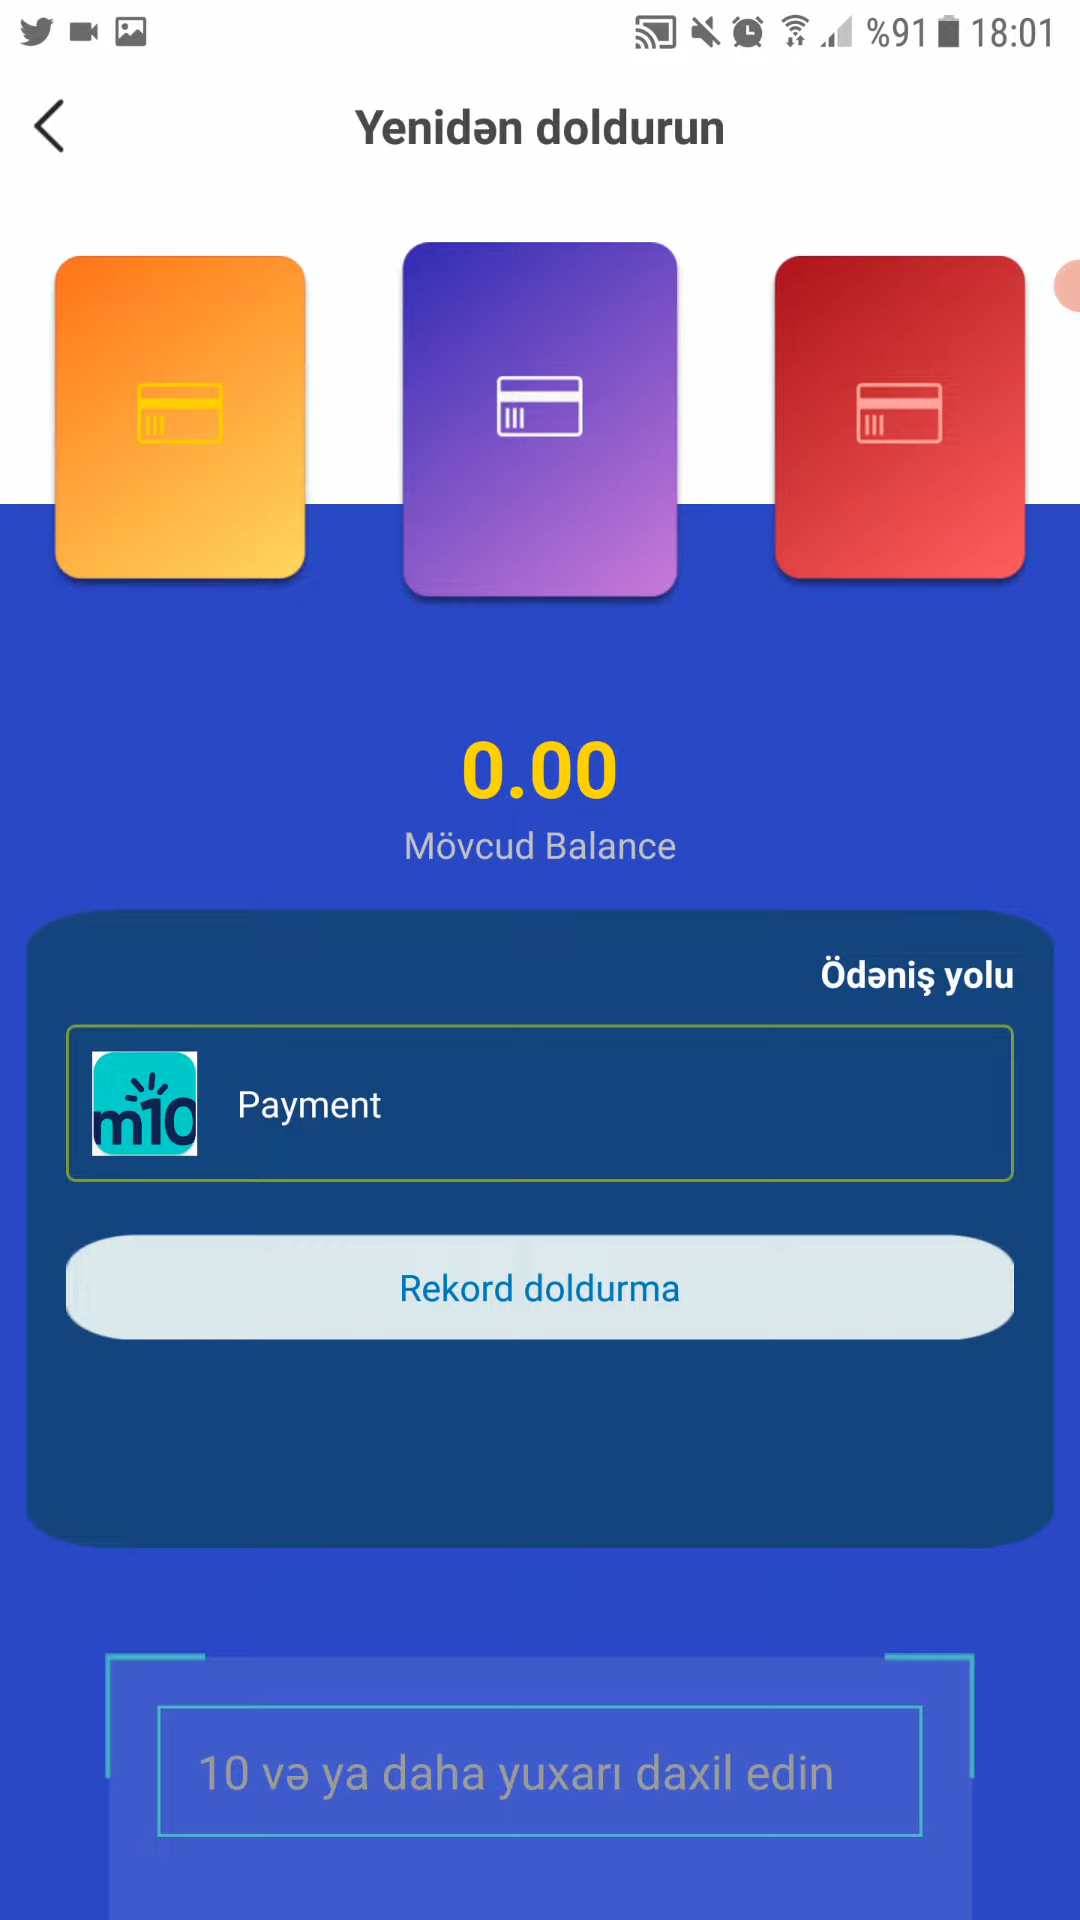 %91 18:01
Yenidən doldurun
0.00
Mövcud Balance
Ödəniş yolu
m10 Payment
Rekord doldurma
10 və ya daha yuxarı daxil edin